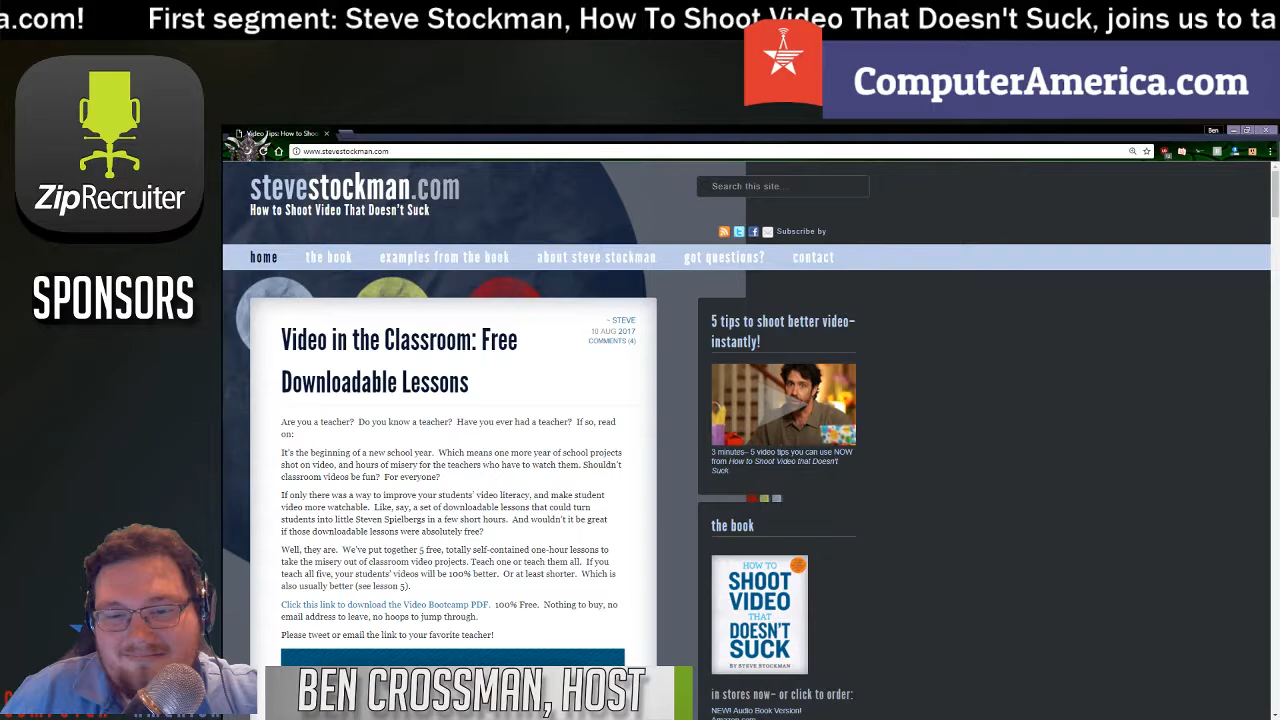 a.com! First segment: Steve Stockman, How To Shoot Video That Doesn't Suck, joins us to ta
ComputerAmerica.com
ZipRecruiter
SPONSORS
Video Tips: How to Shoo
Ben
www.stevestockman.com
stevestockman.com
How to Shoot Video That Doesn't Suck
Search this site...
Subscribe by
home the book examples from the book about steve stockman got questions? contact
Video in the Classroom: Free
Downloadable Lessons
~ STEVE
10 AUG 2017
COMMENTS (4)
Are you a teacher? Do you know a teacher? Have you ever had a teacher? If so, read
on:
It's the beginning of a new school year. Which means one more year of school projects
shot on video, and hours of misery for the teachers who have to watch them. Shouldn't
classroom videos be fun? For everyone?
If only there was a way to improve your students' video literacy, and make student
video more watchable. Like, say, a set of downloadable lessons that could turn
students into little Steven Spielbergs in a few short hours. And wouldn't it be great
if those downloadable lessons were absolutely free?
Well, they are. We've put together 5 free, totally self-contained one-hour lessons to
take the misery out of classroom video projects. Teach one or teach them all. If you
teach all five, your students' videos will be 100% better. Or at least shorter. Which is
also usually better (see lesson 5).
Click this link to download the Video Bootcamp PDF. 100% Free. Nothing to buy, no
email address to leave, no hoops to jump through.
Please tweet or email the link to your favorite teacher!
5 tips to shoot better video–
instantly!
3 minutes– 5 video tips you can use NOW
from How to Shoot Video that Doesn't
Suck
the book
HOW TO
SHOOT
VIDEO
THAT
DOESN'T
SUCK
BY STEVE STOCKMAN
in stores now– or click to order:
NEW! Audio Book Version!
Amazon.com
BEN CROSSMAN, HOST